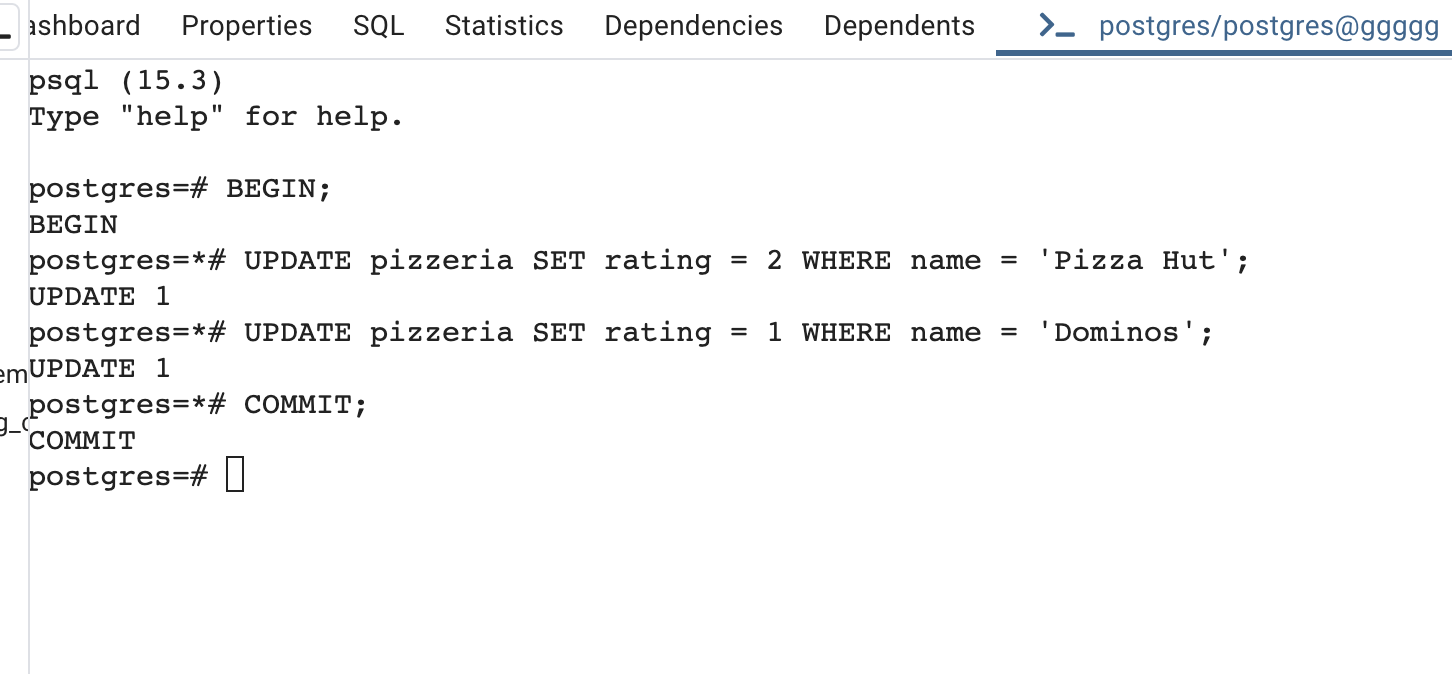 ashboard Properties SQL Statistics Dependencies Dependents >_ postgres/postgres@ggggg
psql (15.3)
Type "help" for help.
postgres=# BEGIN;
BEGIN
postgres=*# UPDATE pizzeria SET rating = 2 WHERE name = 'Pizza Hut';
UPDATE 1
postgres=*# UPDATE pizzeria SET rating = 1 WHERE name = 'Dominos';
em
UPDATE 1
postgres=*# COMMIT;
g_c
COMMIT
postgres=#